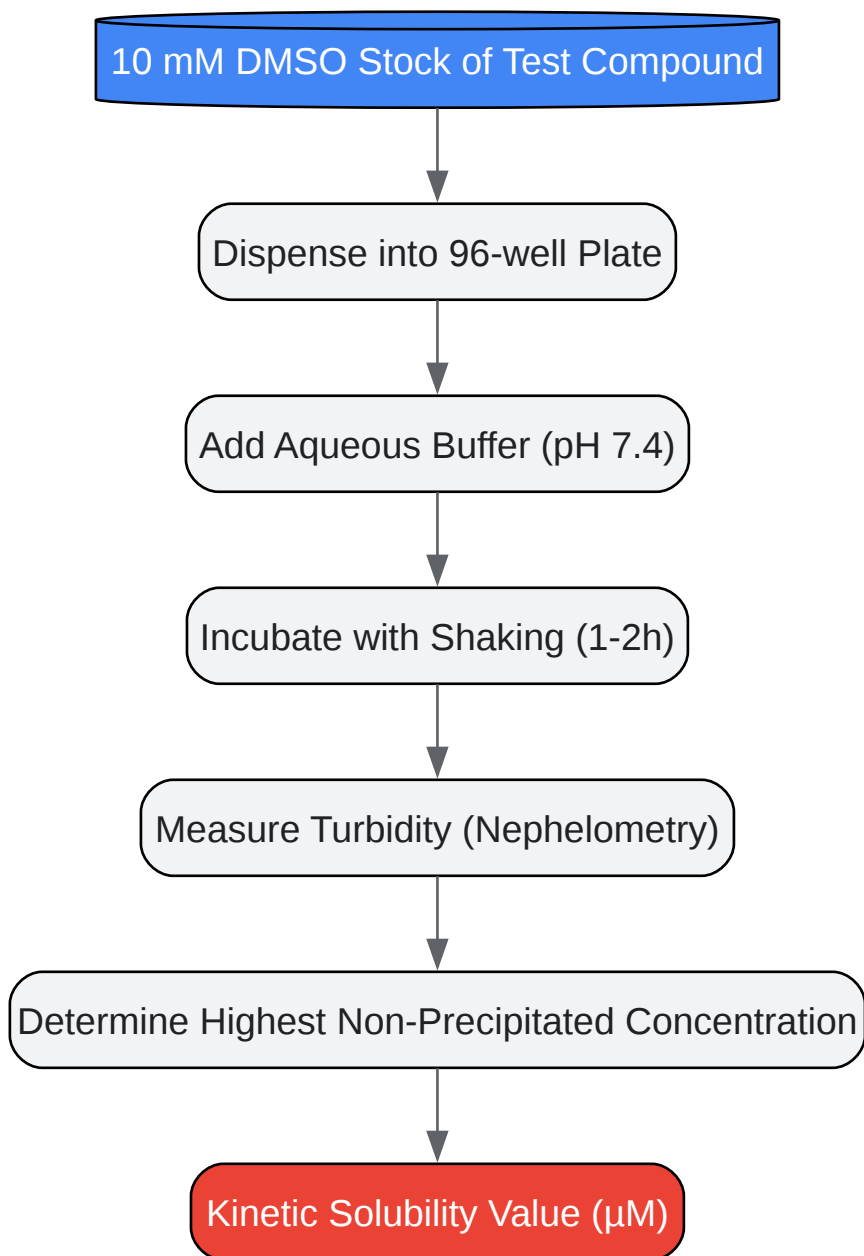 10 mM DMSO Stock of Test Compound
Dispense into 96-well Plate
Add Aqueous Buffer (pH 7.4)
Incubate with Shaking (1-2h)
Measure Turbidity (Nephelometry)
Determine Highest Non-Precipitated Concentration
Kinetic Solubility Value (µM)